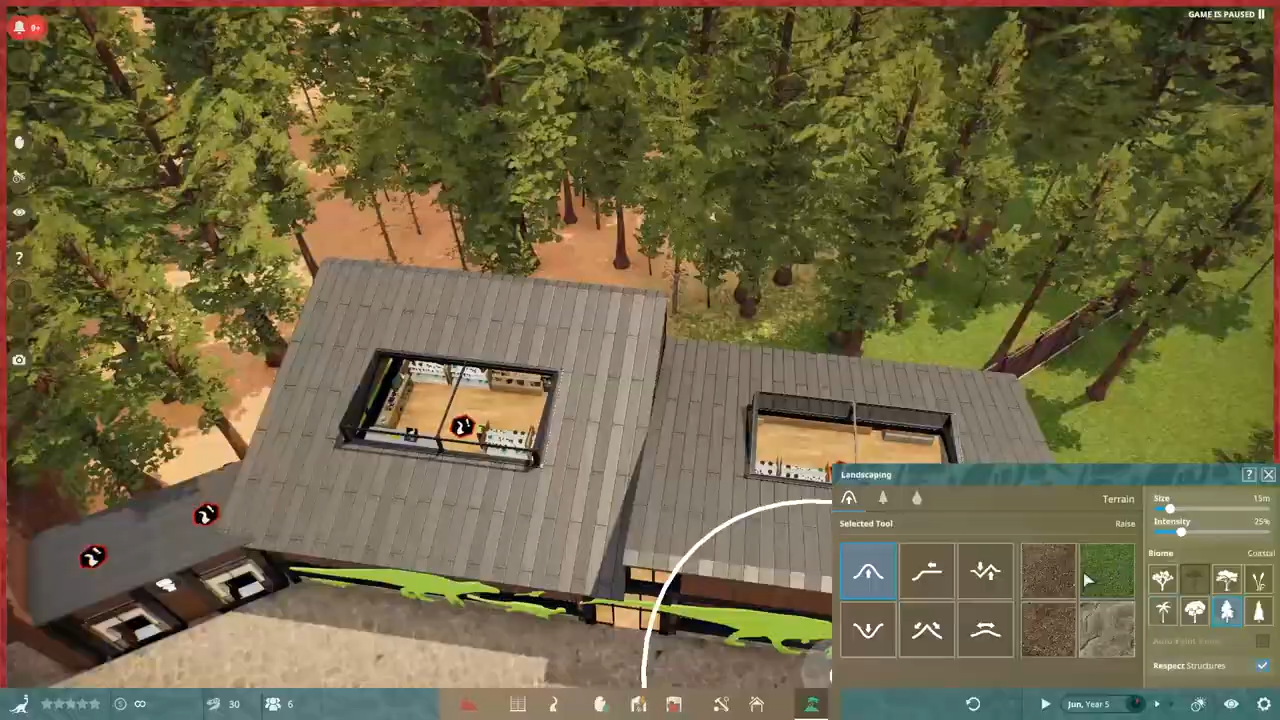 9+
GAME IS PAUSED
?
Landscaping
?
Terrain
Size 15m
Selected Tool
Raise
Intensity 25%
Biome Coastal
Respect Structures
$ ∞
30
6
Jun, Year 5